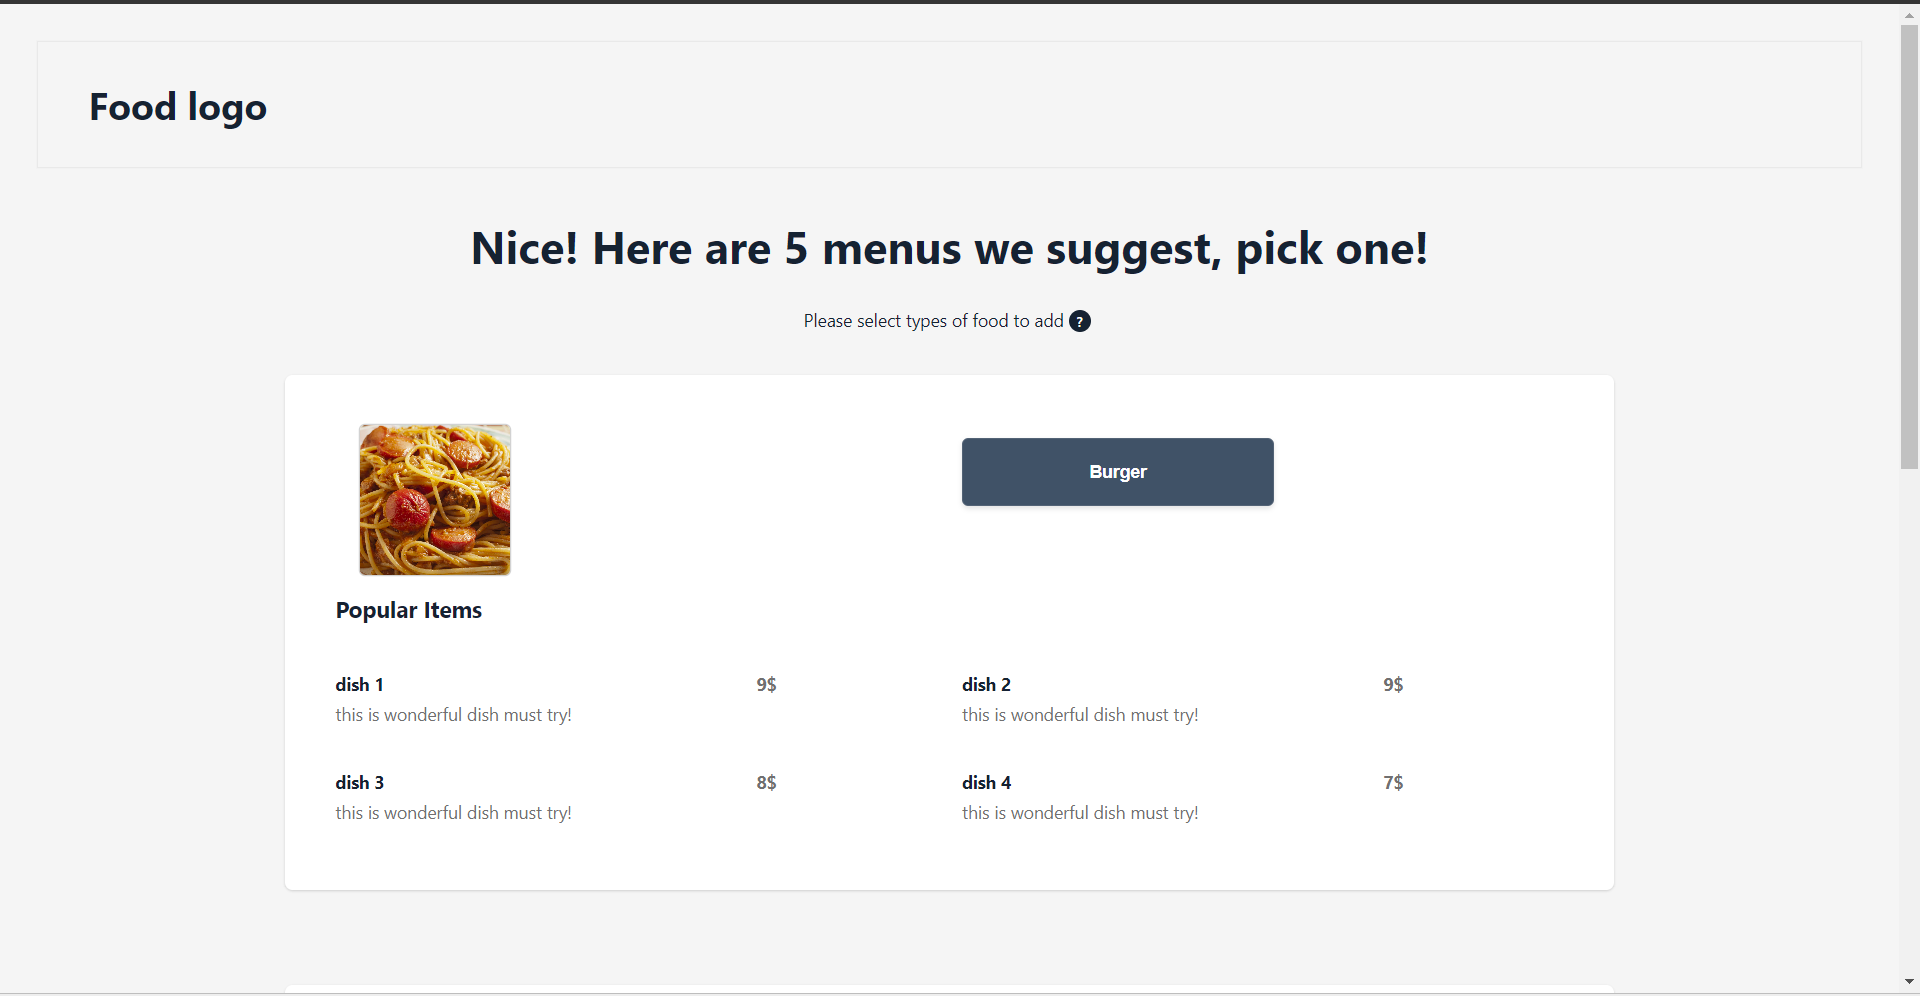 Food logo
Nice! Here are 5 menus we suggest, pick one!
Please select types of food to add ?
Burger
Popular Items
dish 1 9$
this is wonderful dish must try!
dish 2 9$
this is wonderful dish must try!
dish 3 8$
this is wonderful dish must try!
dish 4 7$
this is wonderful dish must try!